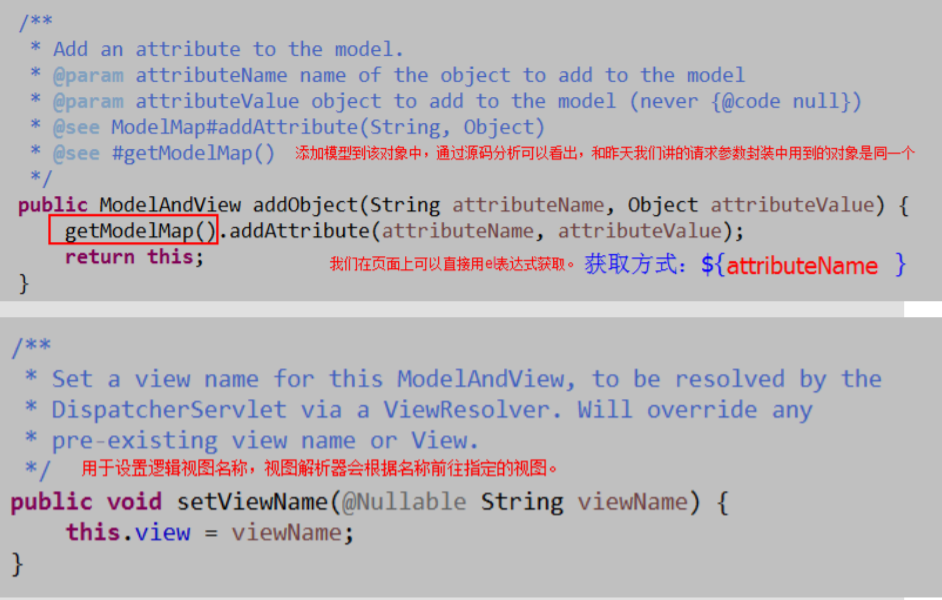 /**
* Add an attribute to the model.
* @param attributeName name of the object to add to the model
* @param attributeValue object to add to the model (never {@code null})
* @see ModelMap#addAttribute(String, Object)
* @see #getModelMap() 添加模型到该对象中，通过源码分析可以看出，和昨天我们讲的请求参数封装中用到的对象是同一个
*/
public ModelAndView addObject(String attributeName, Object attributeValue) {
getModelMap().addAttribute(attributeName, attributeValue);
return this; 我们在页面上可以直接用el表达式获取。 获取方式：${attributeName }
}
/**
* Set a view name for this ModelAndView, to be resolved by the
* DispatcherServlet via a ViewResolver. Will override any
* pre-existing view name or View.
*/ 用于设置逻辑视图名称，视图解析器会根据名称前往指定的视图。
public void setViewName(@Nullable String viewName) {
this.view = viewName;
}